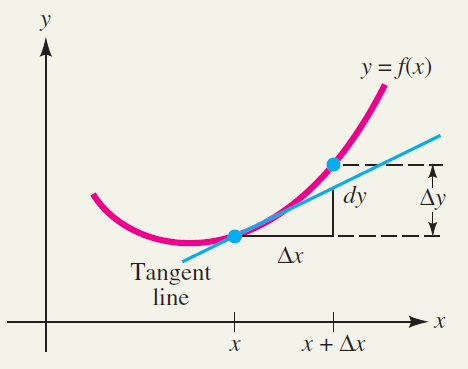 y
y = f(x)
dy
Δy
Δx
Tangent
line
x
x
x + Δx